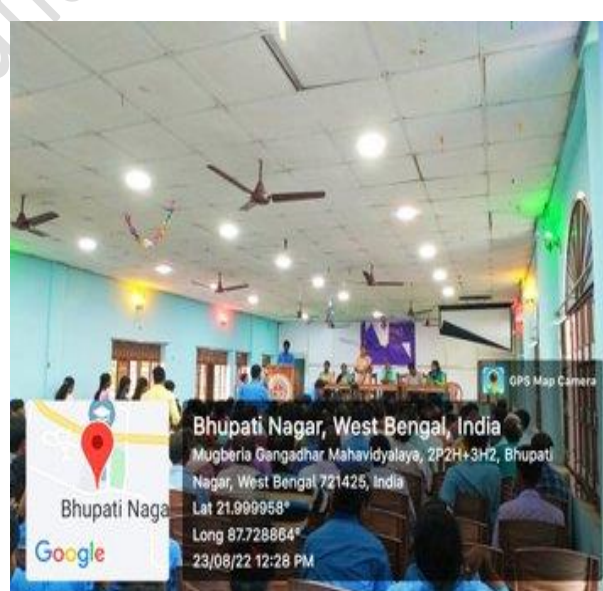 GPS Map Camera
Bhupati Nagar, West Bengal, India
Mugberia Gangadhar Mahavidyalaya, 2P2H+3H2, Bhupati
Nagar, West Bengal 721425, India
Lat 21.999958°
Long 87.728864°
23/08/22 12:28 PM
Bhupati Naga
Google